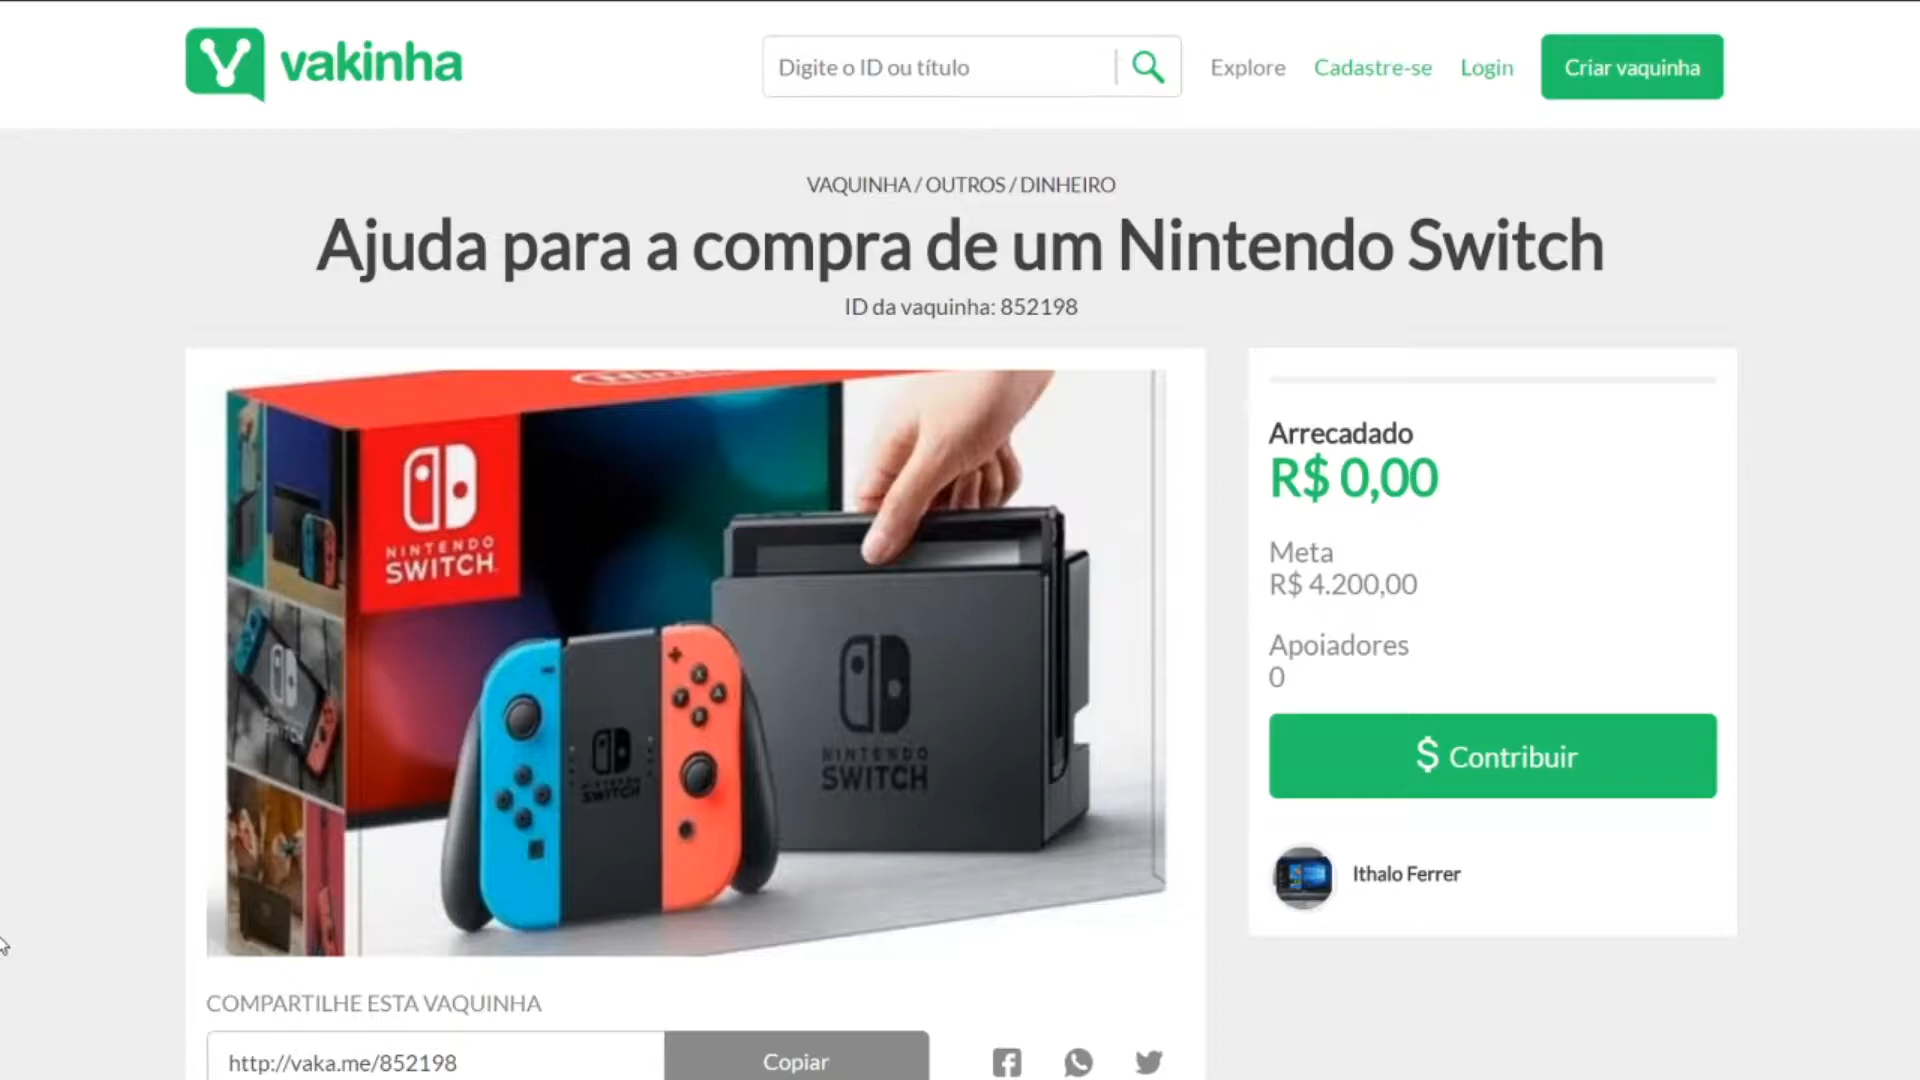 vakinha
Digite o ID ou título
Explore
Cadastre-se
Login
Criar vaquinha
VAQUINHA / OUTROS / DINHEIRO
Ajuda para a compra de um Nintendo Switch
ID da vaquinha: 852198
NINTENDO
SWITCH
NINTENDO
SWITCH
NINTENDO
SWITCH
Arrecadado
R$ 0,00
Meta
R$ 4.200,00
Apoiadores
0
$ Contribuir
Ithalo Ferrer
COMPARTILHE ESTA VAQUINHA
http://vaka.me/852198
Copiar